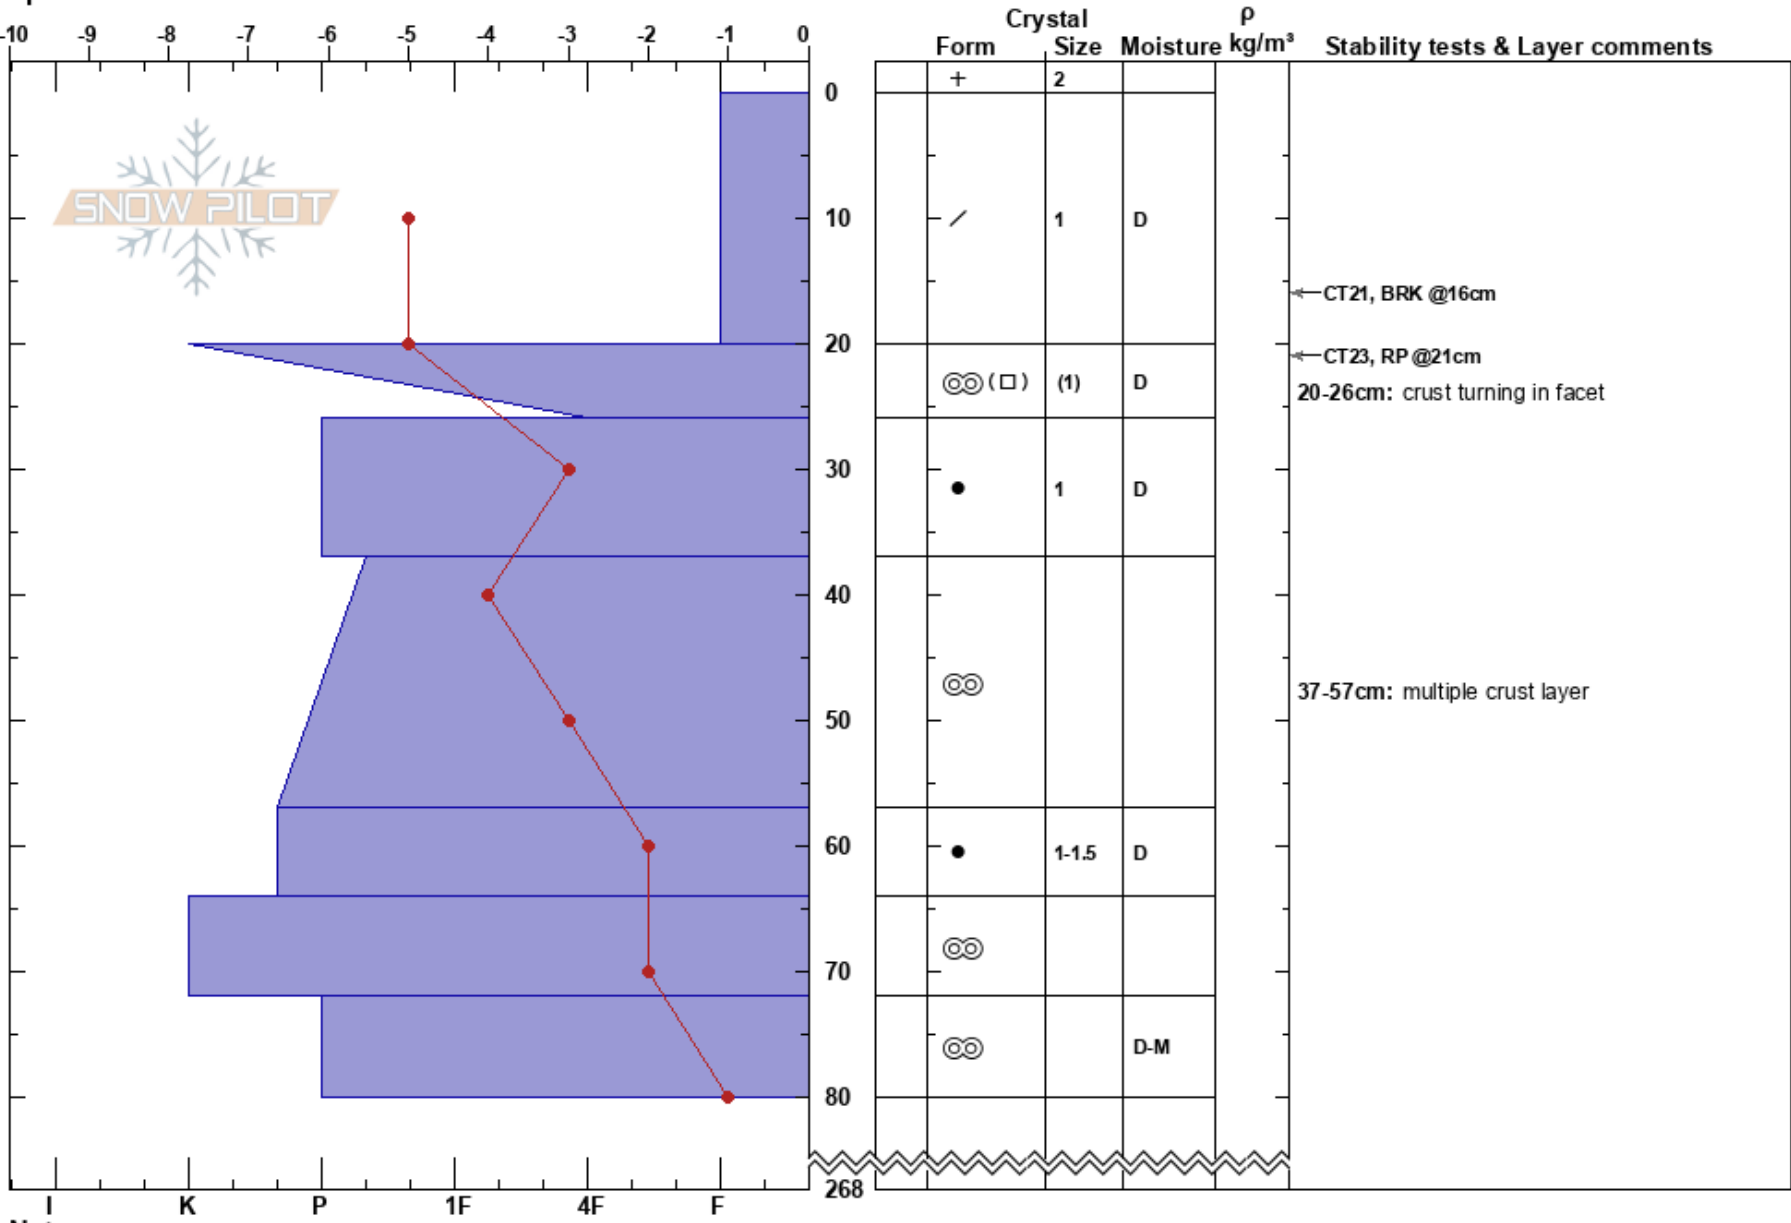 Crystal ρ
-10 -9 -8 -7 -6 -5 -4 -3 -2 -1 0 Form Size Moisture kg/m³ Stability tests & Layer comments
+ 2
0
SNOW PILOT
10 1 D
CT21, BRK @16cm
20 CT23, RP @21cm
( ) (1) D 20-26cm: crust turning in facet
30 1 D
40
37-57cm: multiple crust layer
50
60 1-1.5 D
70
D-M
80
268
I K P 1F 4F F